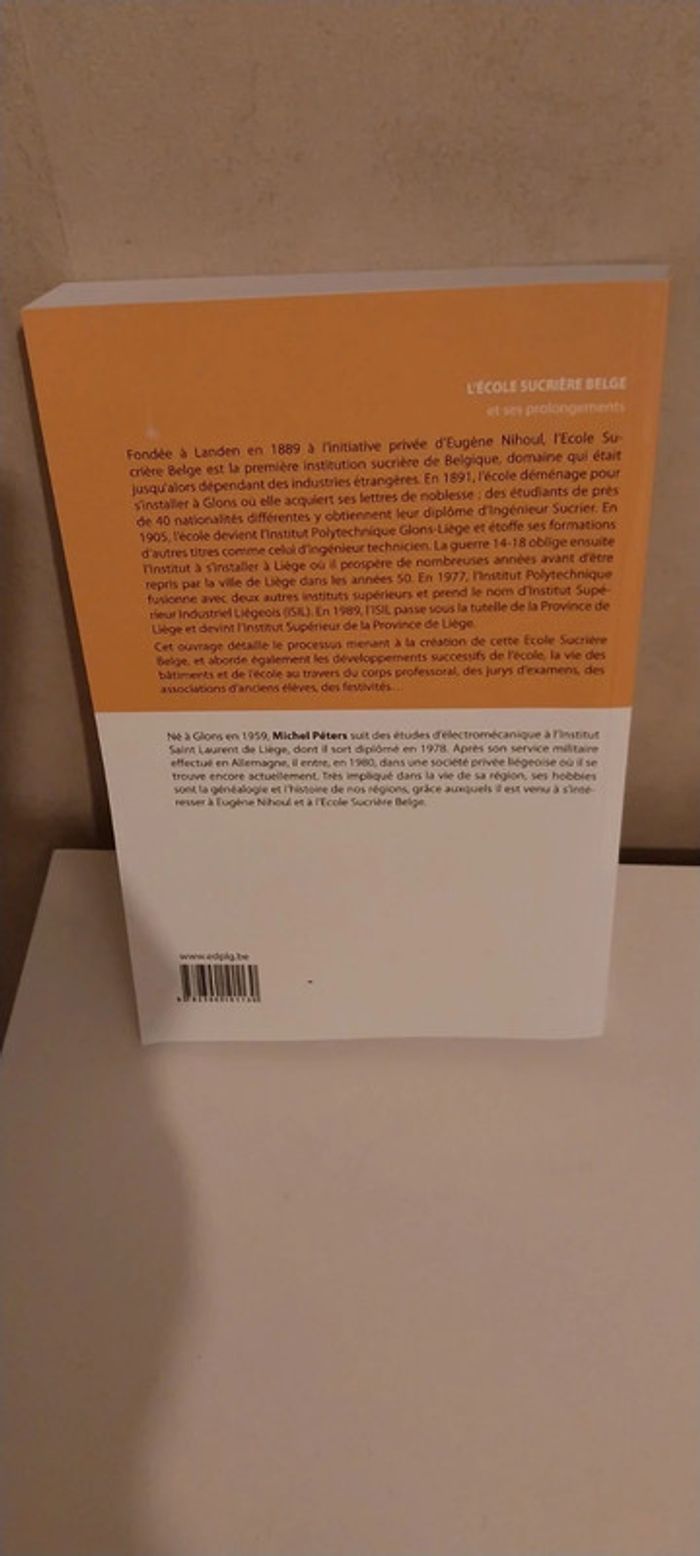 L'ÉCOLE SUCRIÈRE BELGE
et ses prolongements
Fondée à Landen en 1889 à l'initiative privée d'Eugène Nihoul, l'Ecole Su-
crière Belge est la première institution sucrière de Belgique, domaine qui était
jusqu'alors dépendant des industries étrangères. En 1891, l'école déménage pour
s'installer à Glons où elle acquiert ses lettres de noblesse ; des étudiants de près
de 40 nationalités différentes y obtiennent leur diplôme d'Ingénieur Sucrier. En
1905, l'école devient l'Institut Polytechnique Glons-Liège et étoffe ses formations
d'autres titres comme celui d'ingénieur technicien. La guerre 14-18 oblige ensuite
l'Institut à s'installer à Liège où il prospère de nombreuses années avant d'être
repris par la ville de Liège dans les années 50. En 1977, l'Institut Polytechnique
fusionne avec deux autres instituts supérieurs et prend le nom d'Institut Supé-
rieur Industriel Liégeois (ISIL). En 1989, l'ISIL passe sous la tutelle de la Province de
Liège et devint l'Institut Supérieur de la Province de Liège.
Cet ouvrage détaille le processus menant à la création de cette École Sucrière
Belge, et aborde également les développements successifs de l'école, la vie des
bâtiments et de l'école au travers du corps professoral, des jurys d'examens, des
associations d'anciens élèves, des festivités...
Né à Glons en 1959, Michel Péters suit des études d'électromécanique à l'Institut
Saint Laurent de Liège, dont il sort diplômé en 1978. Après son service militaire
effectué en Allemagne, il entre, en 1980, dans une société privée liégeoise où il se
trouve encore actuellement. Très impliqué dans la vie de sa région, ses hobbies
sont la généalogie et l'histoire de nos régions, grâce auxquels il est venu à s'inté-
resser à Eugène Nihoul et à l'Ecole Sucrière Belge.
www.edplg.be